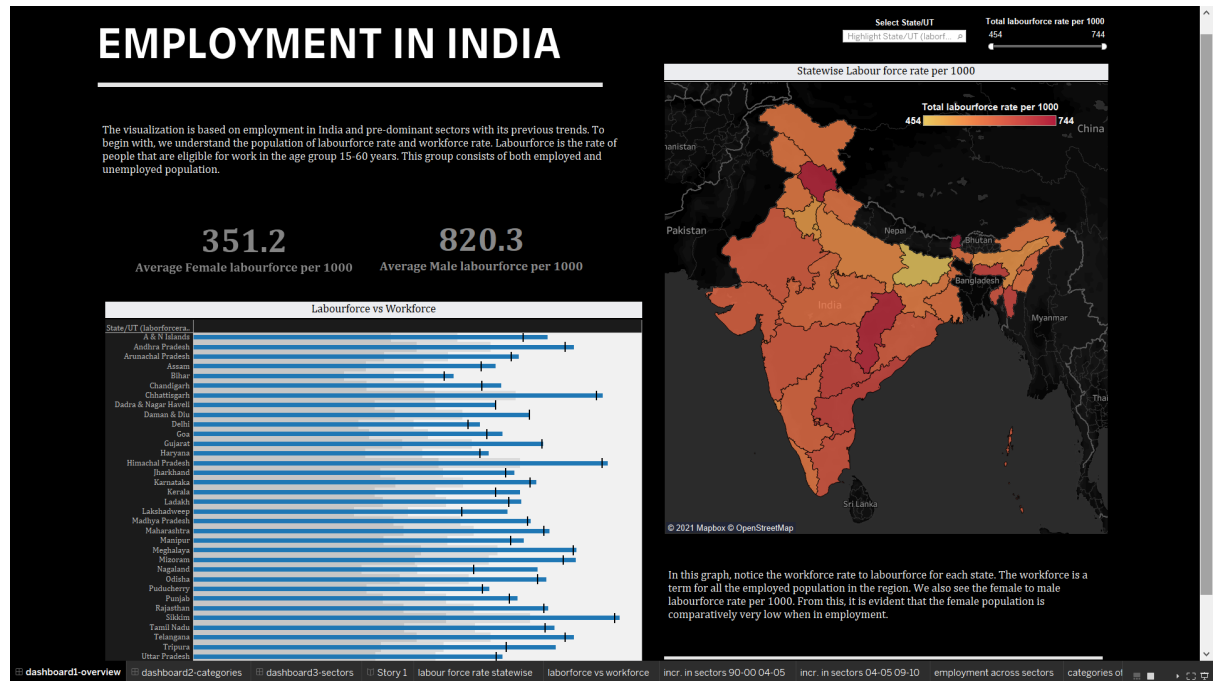 EMPLOYMENT IN INDIA
Select State/UT
Highlight State/UT (laborf...
Total labourforce rate per 1000
454 744
The visualization is based on employment in India and pre-dominant sectors with its previous trends. To
begin with, we understand the population of labourforce rate and workforce rate. Labourforce is the rate of
people that are eligible for work in the age group 15-60 years. This group consists of both employed and
unemployed population.
351.2
Average Female labourforce per 1000
820.3
Average Male labourforce per 1000
Labourforce vs Workforce
State/UT (laborforcera..
A & N Islands
Andhra Pradesh
Arunachal Pradesh
Assam
Bihar
Chandigarh
Chhattisgarh
Dadra & Nagar Haveli
Daman & Diu
Delhi
Goa
Gujarat
Haryana
Himachal Pradesh
Jharkhand
Karnataka
Kerala
Ladakh
Lakshadweep
Madhya Pradesh
Maharashtra
Manipur
Meghalaya
Mizoram
Nagaland
Odisha
Puducherry
Punjab
Rajasthan
Sikkim
Tamil Nadu
Telangana
Tripura
Uttar Pradesh
Statewise Labour force rate per 1000
Total labourforce rate per 1000
454 744
China
hanistan
Pakistan
Nepal
Bhutan
Bangladesh
India
Myanmar
Thai
Sri Lanka
© 2021 Mapbox © OpenStreetMap
In this graph, notice the workforce rate to labourforce for each state. The workforce is a
term for all the employed population in the region. We also see the female to male
labourforce rate per 1000. From this, it is evident that the female population is
comparatively very low when in employment.
dashboard1-overview dashboard2-categories dashboard3-sectors Story 1 labour force rate statewise laborforce vs workforce incr. in sectors 90-00 04-05 incr. in sectors 04-05 09-10 employment across sectors categories of